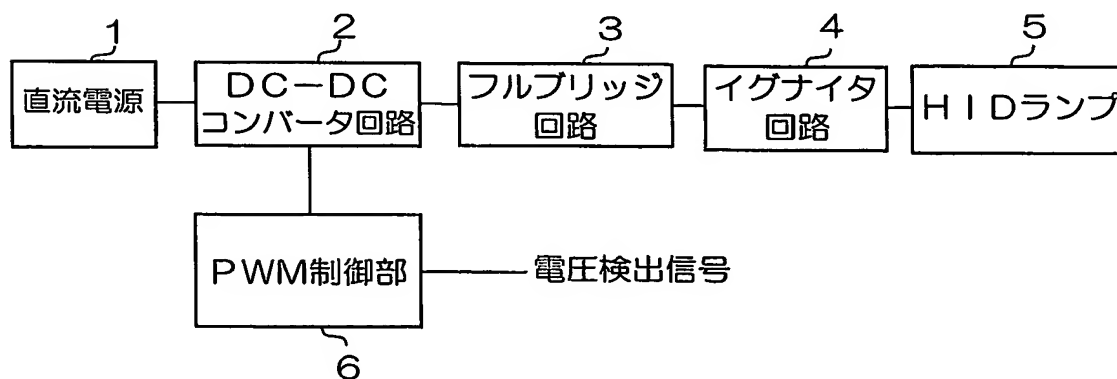 1
2
3
4
5
直流電源
DC-DC
コンバータ回路
フルブリッジ
回路
イグナイタ
回路
HIDランプ
PWM制御部
電圧検出信号
6